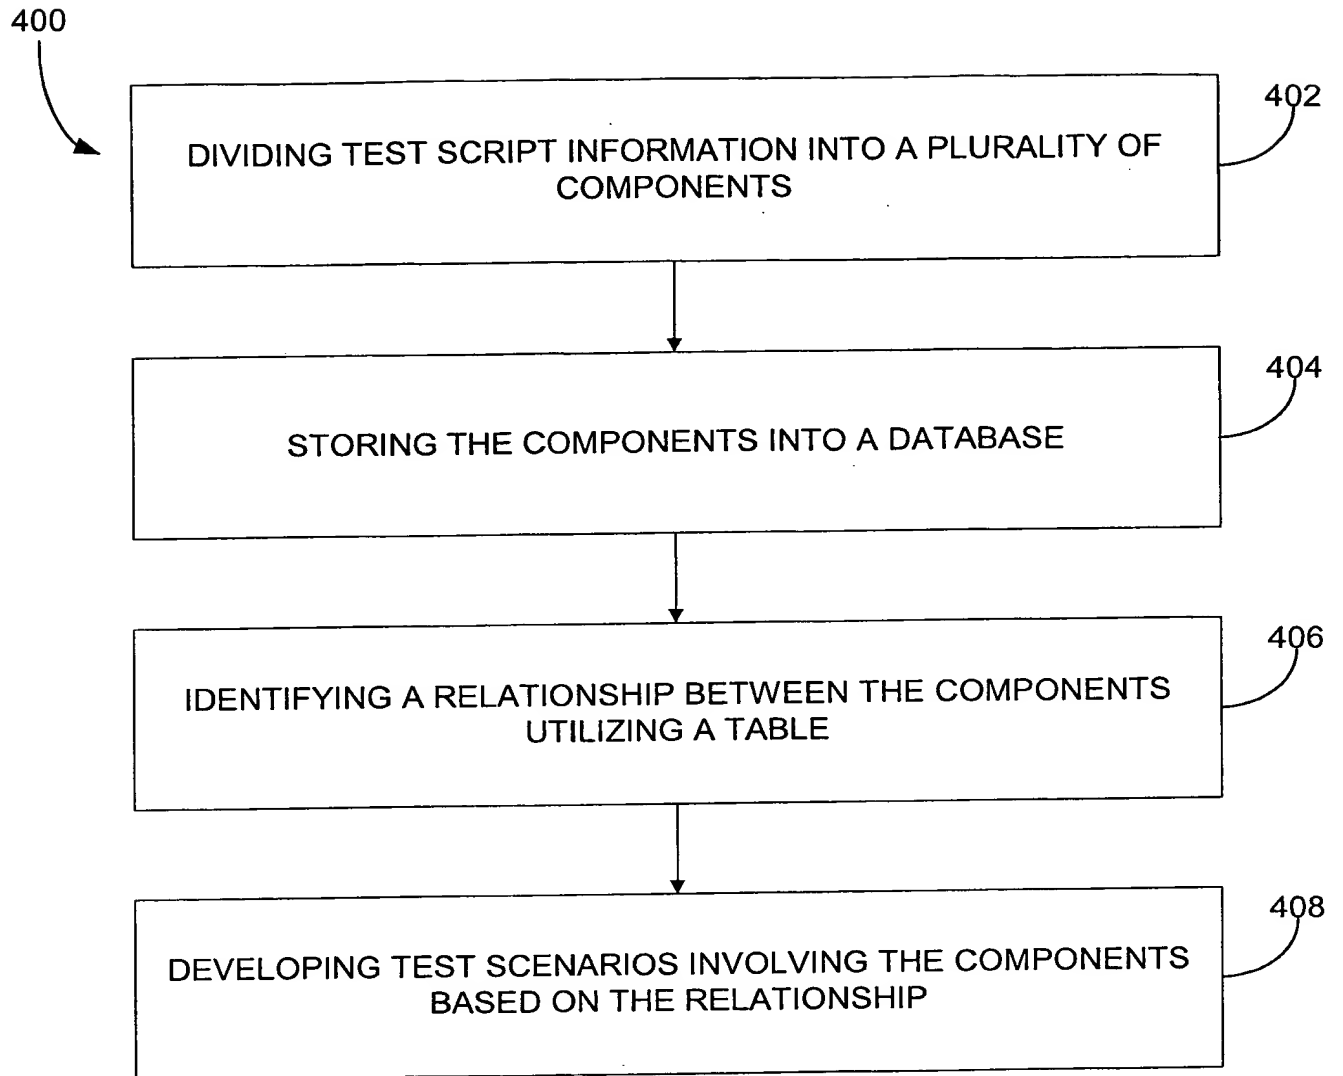 400
402
DIVIDING TEST SCRIPT INFORMATION INTO A PLURALITY OF
COMPONENTS
404
STORING THE COMPONENTS INTO A DATABASE
406
IDENTIFYING A RELATIONSHIP BETWEEN THE COMPONENTS
UTILIZING A TABLE
408
DEVELOPING TEST SCENARIOS INVOLVING THE COMPONENTS
BASED ON THE RELATIONSHIP